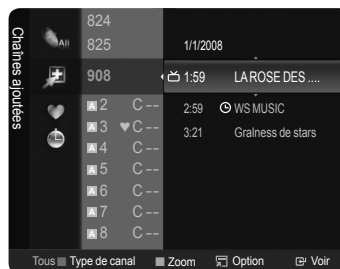 Chaînes ajoutées
All
824
825
1/1/2008
908 1:59 LA ROSE DES ....
A 2 C -- 2:59 WS MUSIC
A 3 ♥ C -- 3:21 Gralness de stars
A 4 C --
A 5 C --
A 6 C --
A 7 C --
A 8 C --
Tous Type de canal Zoom Option Voir